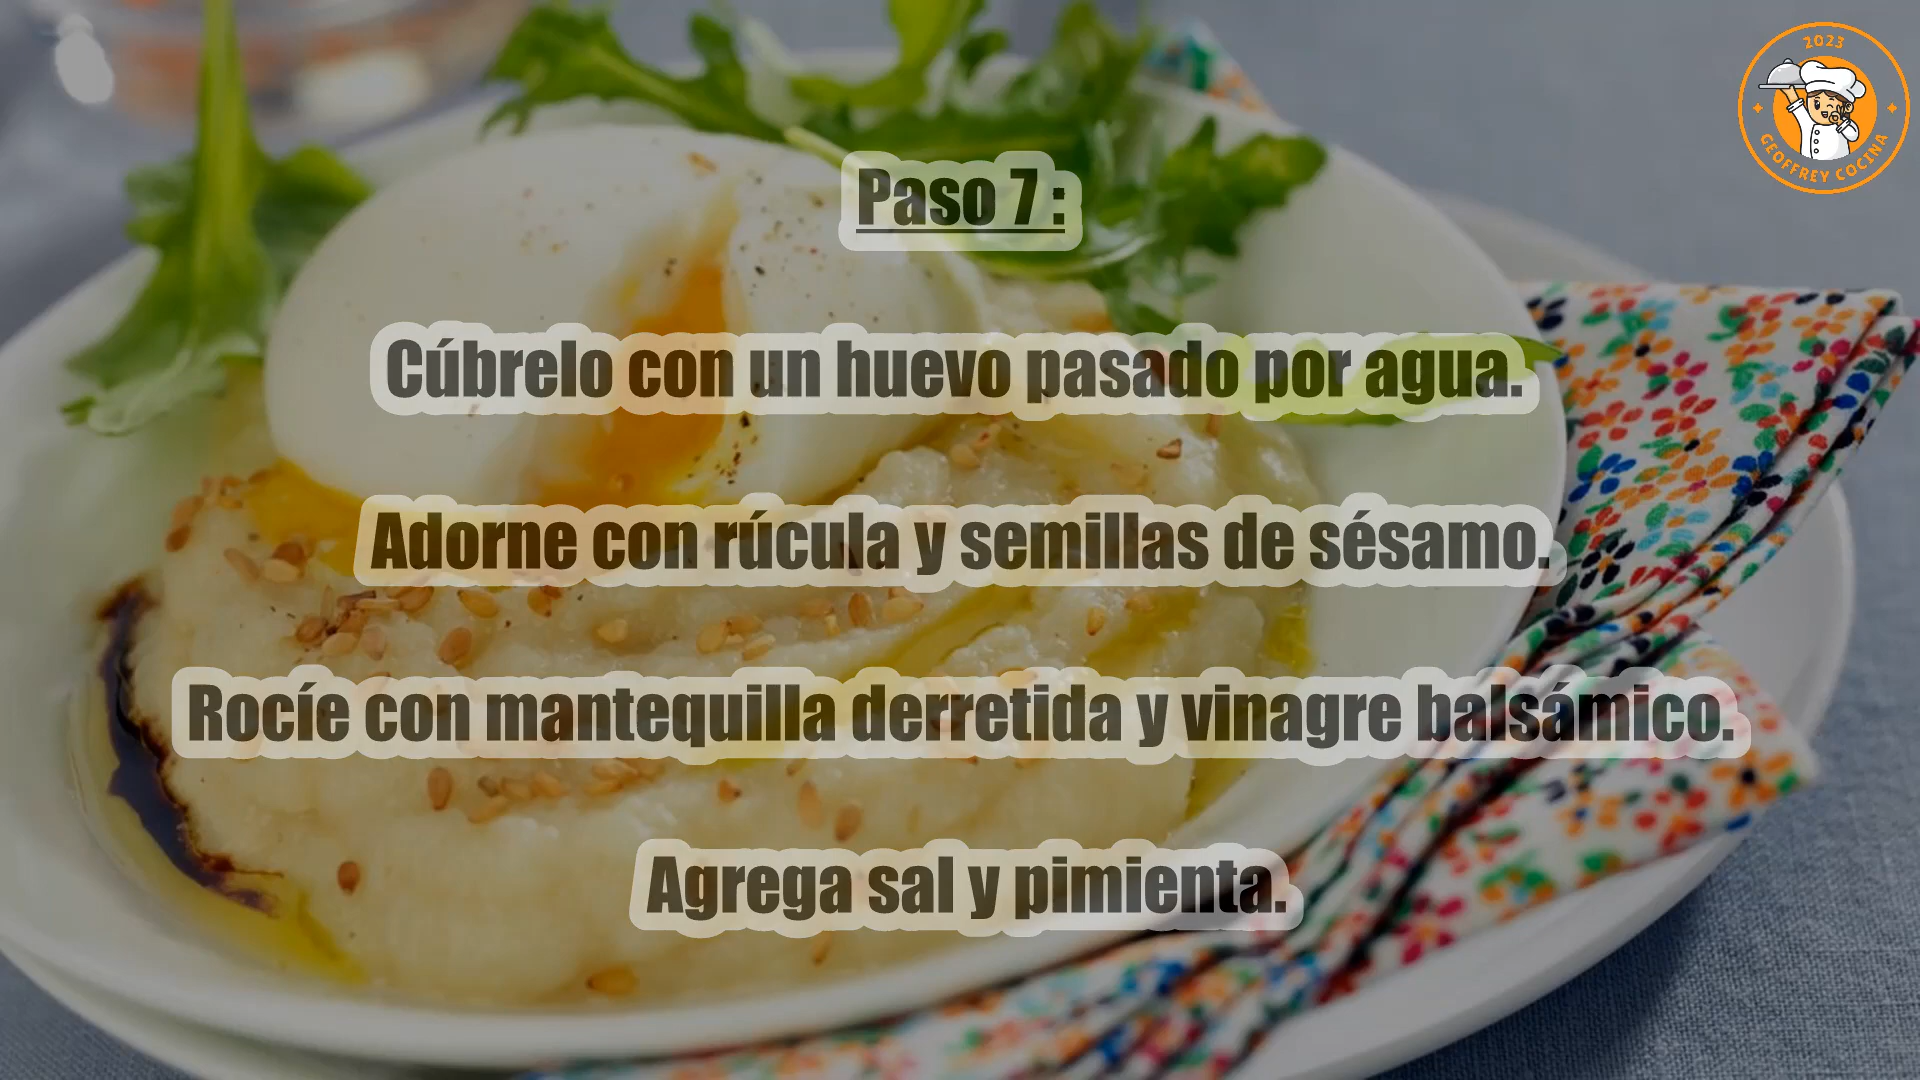 2023
GEOFFREY COCINA
Paso 7 :
Cúbrelo con un huevo pasado por agua.
Adorne con rúcula y semillas de sésamo.
Rocíe con mantequilla derretida y vinagre balsámico.
Agrega sal y pimienta.